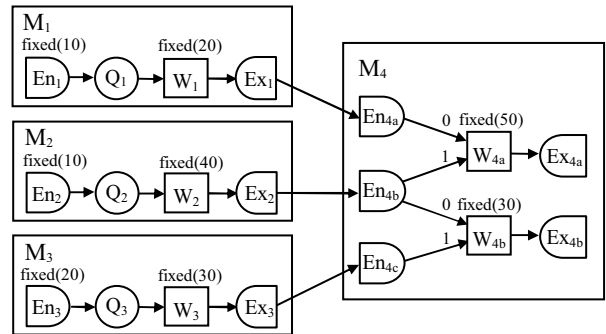 M1
fixed(10) fixed(20)
En1 Q1 W1 Ex1
M2
fixed(10) fixed(40)
En2 Q2 W2 Ex2
M3
fixed(20) fixed(30)
En3 Q3 W3 Ex3
M4
En4a 0 fixed(50)
1 W4a Ex4a
En4b 0 fixed(30)
1 W4b Ex4b
En4c